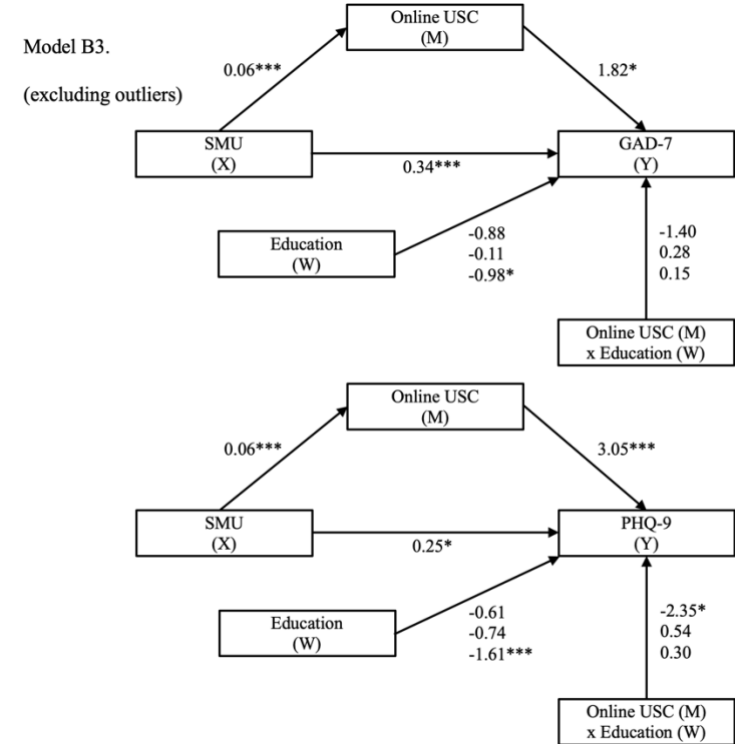 Model B3.
(excluding outliers)
Online USC
(M)
0.06***
1.82*
SMU
(X)
0.34***
GAD-7
(Y)
Education
(W)
-0.88
-0.11
-0.98*
-1.40
0.28
0.15
Online USC (M)
x Education (W)
Online USC
(M)
0.06***
3.05***
SMU
(X)
0.25*
PHQ-9
(Y)
Education
(W)
-0.61
-0.74
-1.61***
-2.35*
0.54
0.30
Online USC (M)
x Education (W)